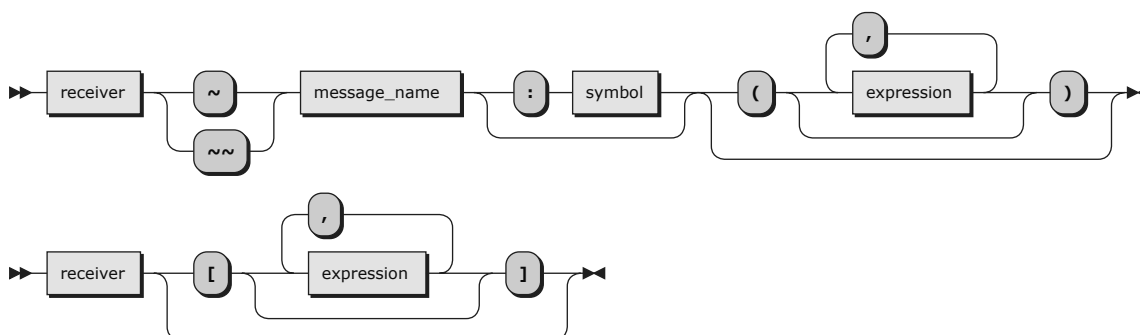 ,
receiver ~ message_name : symbol ( expression )
~~
,
receiver [ expression ]